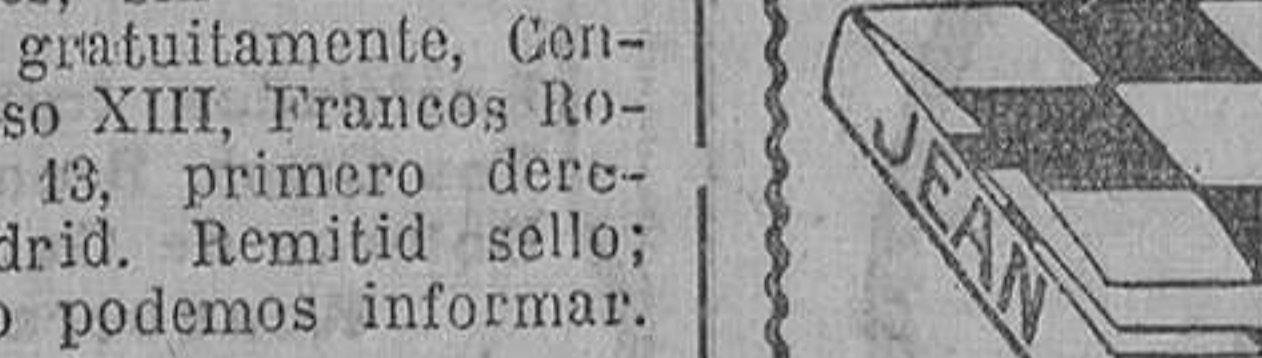 gratuitamente, Cen-
so XIII, Francos Ro-
13, primero dere-
drid. Remitid sello;
o podemos informar.
JEAN